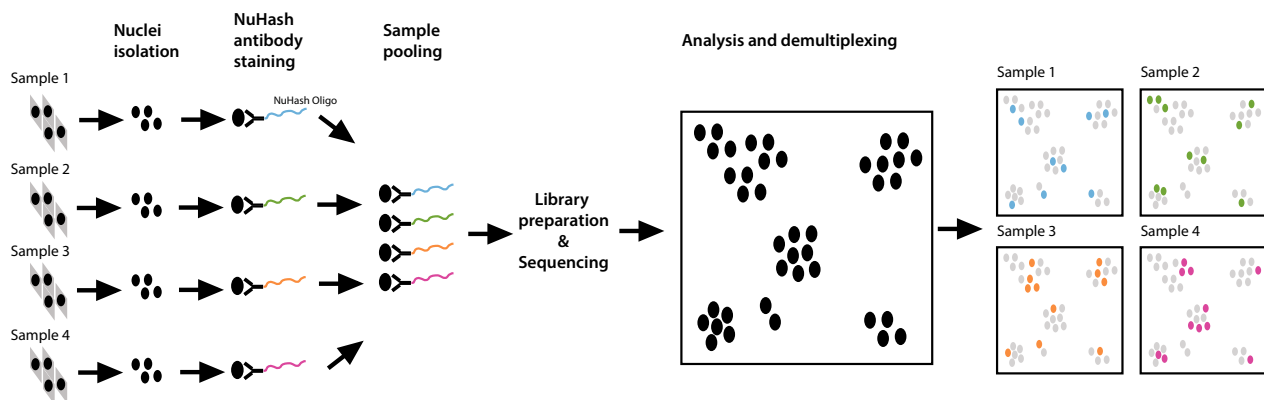 Nuclei
isolation
NuHash
antibody
staining
Sample
pooling
Analysis and demultiplexing
Sample 1
NuHash Oligo
Sample 2
Sample 3
Sample 4
Library
preparation
&
Sequencing
Sample 1
Sample 2
Sample 3
Sample 4